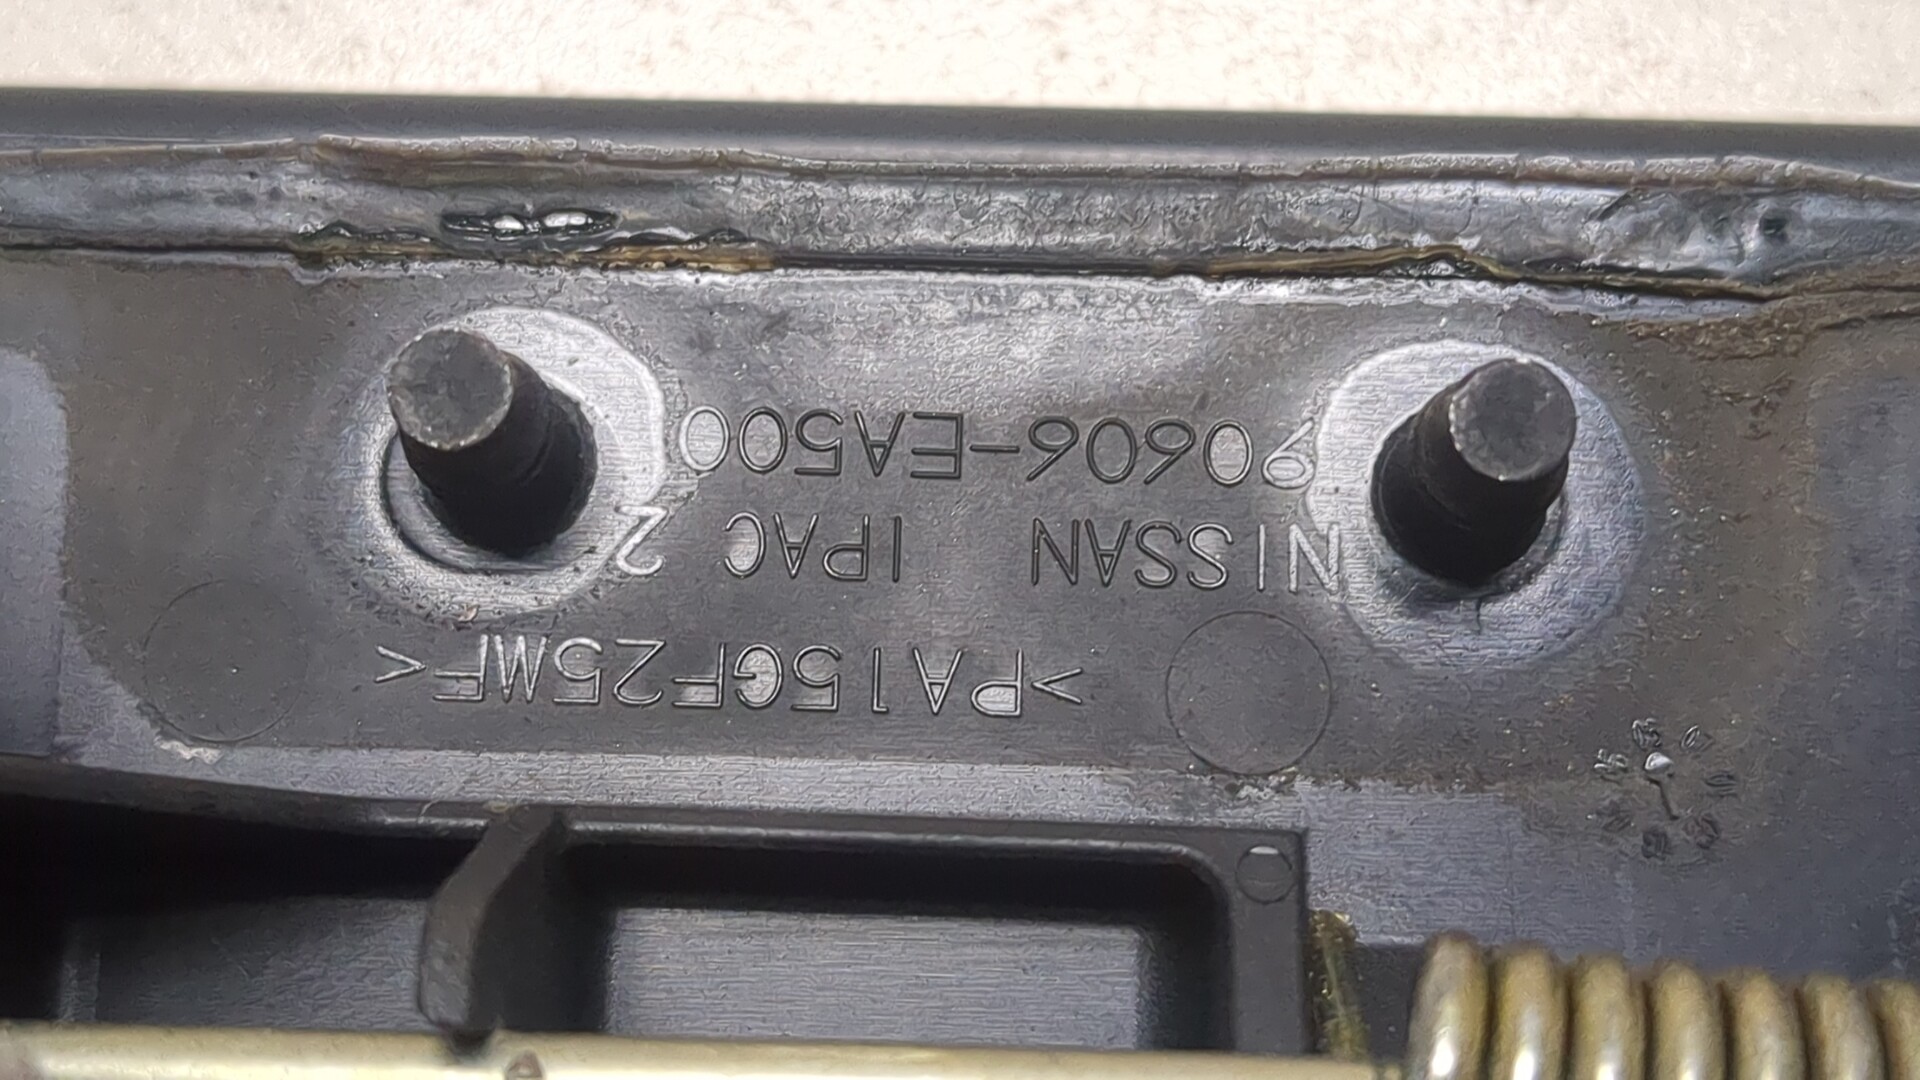 >PA15GF25MF<
NISSAN IPAC 2
90606-EA500